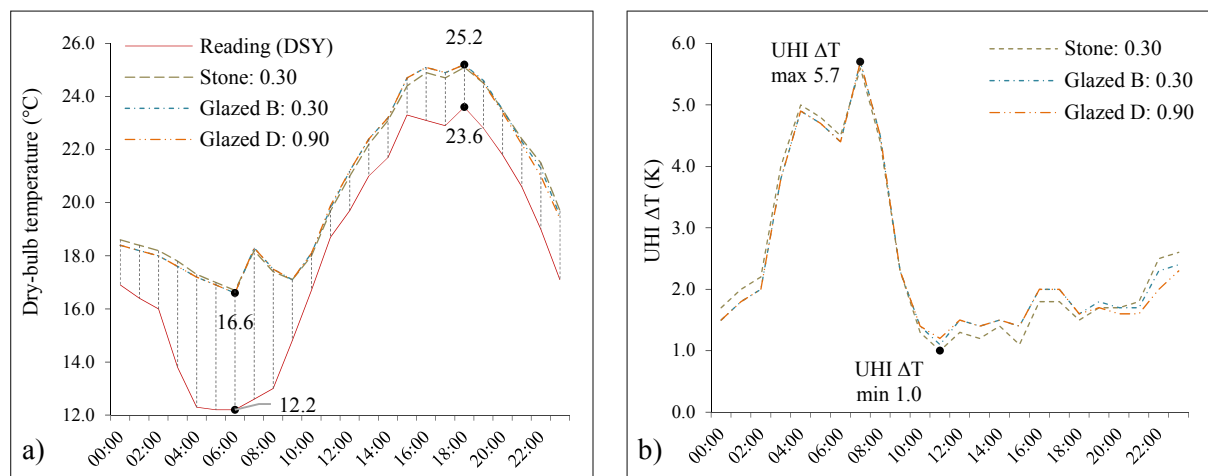 26.0
24.0
22.0
20.0
18.0
16.0
14.0
12.0
Dry-bulb temperature (°C)
Reading (DSY)
Stone: 0.30
Glazed B: 0.30
Glazed D: 0.90
25.2
23.6
16.6
12.2
00:00
02:00
04:00
06:00
08:00
10:00
12:00
14:00
16:00
18:00
20:00
22:00
a)
6.0
5.0
4.0
3.0
2.0
1.0
0.0
UHI ΔT (K)
UHI ΔT
max 5.7
Stone: 0.30
Glazed B: 0.30
Glazed D: 0.90
UHI ΔT
min 1.0
00:00
02:00
04:00
06:00
08:00
10:00
12:00
14:00
16:00
18:00
20:00
22:00
b)